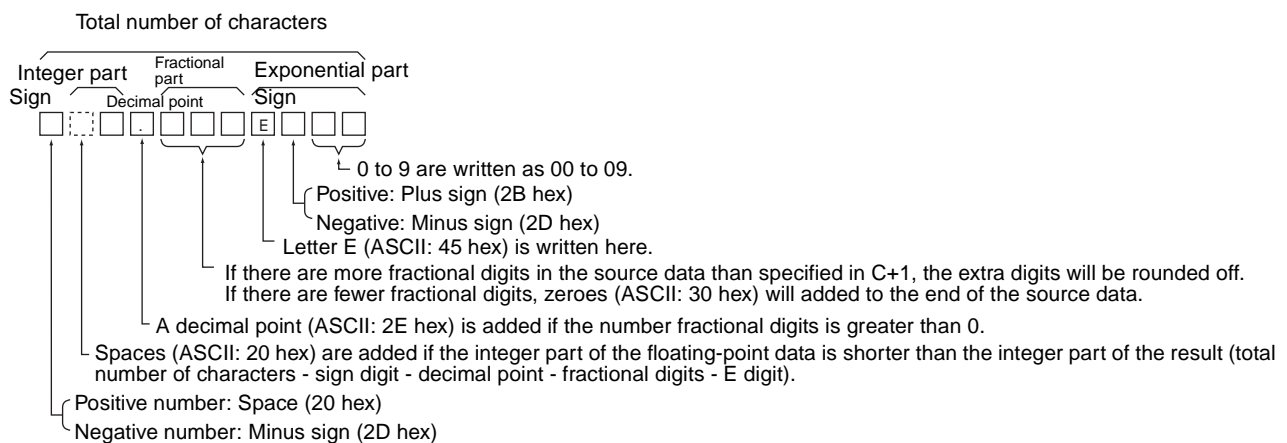 Total number of characters
Integer part Fractional part Exponential part
Sign Decimal point Sign
. E
0 to 9 are written as 00 to 09.
Positive: Plus sign (2B hex)
Negative: Minus sign (2D hex)
Letter E (ASCII: 45 hex) is written here.
If there are more fractional digits in the source data than specified in C+1, the extra digits will be rounded off.
If there are fewer fractional digits, zeroes (ASCII: 30 hex) will added to the end of the source data.
A decimal point (ASCII: 2E hex) is added if the number fractional digits is greater than 0.
Spaces (ASCII: 20 hex) are added if the integer part of the floating-point data is shorter than the integer part of the result (total
number of characters - sign digit - decimal point - fractional digits - E digit).
Positive number: Space (20 hex)
Negative number: Minus sign (2D hex)